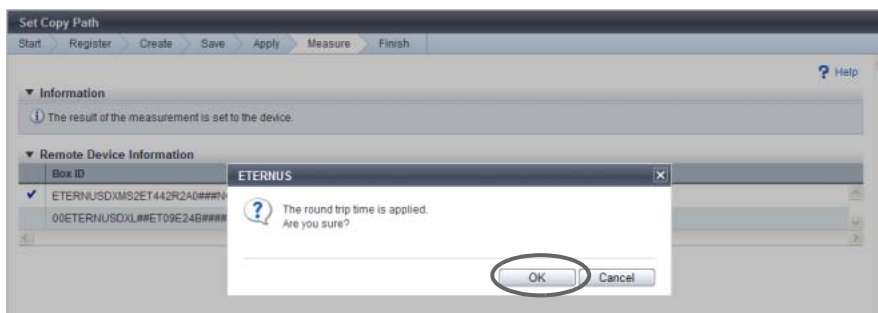 Set Copy Path
Start Register Create Save Apply Measure Finish
? Help
Information
The result of the measurement is set to the device.
Remote Device Information
Box ID
ETERNUSDXMS2ET442R2A0###N
00ETERNUSDXL##ET09E24B####
ETERNUS
The round trip time is applied.
Are you sure?
OK Cancel